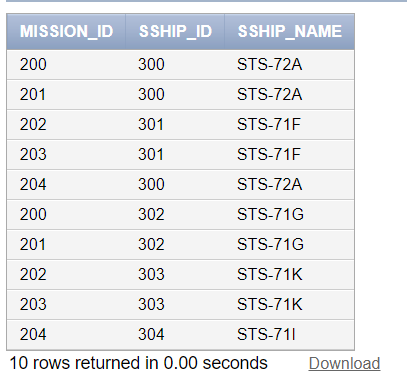 MISSION_ID SSHIP_ID SSHIP_NAME
200 300 STS-72A
201 300 STS-72A
202 301 STS-71F
203 301 STS-71F
204 300 STS-72A
200 302 STS-71G
201 302 STS-71G
202 303 STS-71K
203 303 STS-71K
204 304 STS-71I
10 rows returned in 0.00 seconds Download